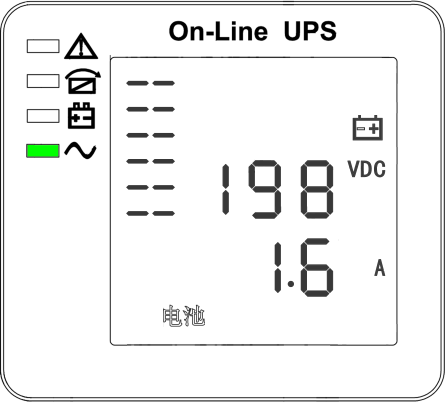 On-Line UPS
198 VDC
1.6 A
电池